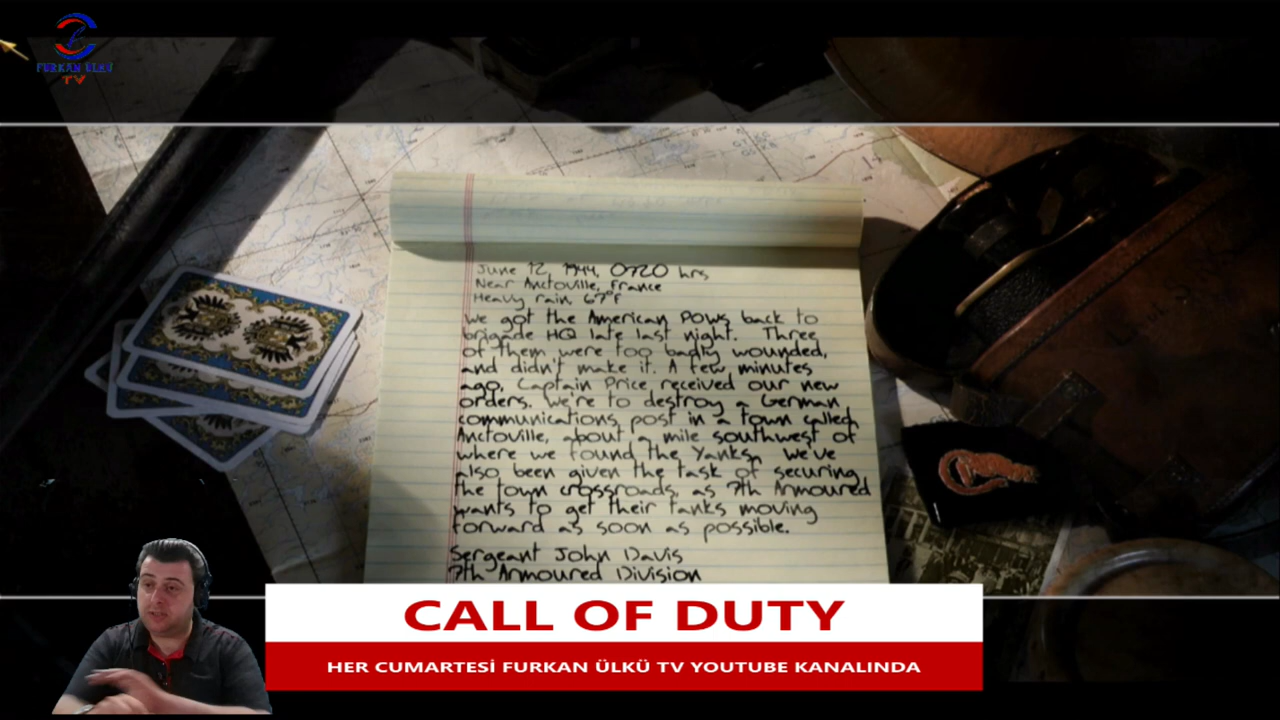 FURKAN ÜLKÜ
TV
June 12, 1944, 0720 hrs
Near Anctoville, France
Heavy rain, 67°F
We got the American POWs back to
brigade HQ late last night. Three
of them were too badly wounded,
and didn't make it. A few minutes
ago, Captain Price received our new
orders. We're to destroy a German
communications post in a town called
Anctoville, about a mile southwest of
where we found the Yanks. We've
also been given the task of securing
the town crossroads, as 7th Armoured
wants to get their tanks moving
forward as soon as possible.
Sergeant John Davis
7th Armoured Division
CALL OF DUTY
HER CUMARTESİ FURKAN ÜLKÜ TV YOUTUBE KANALINDA